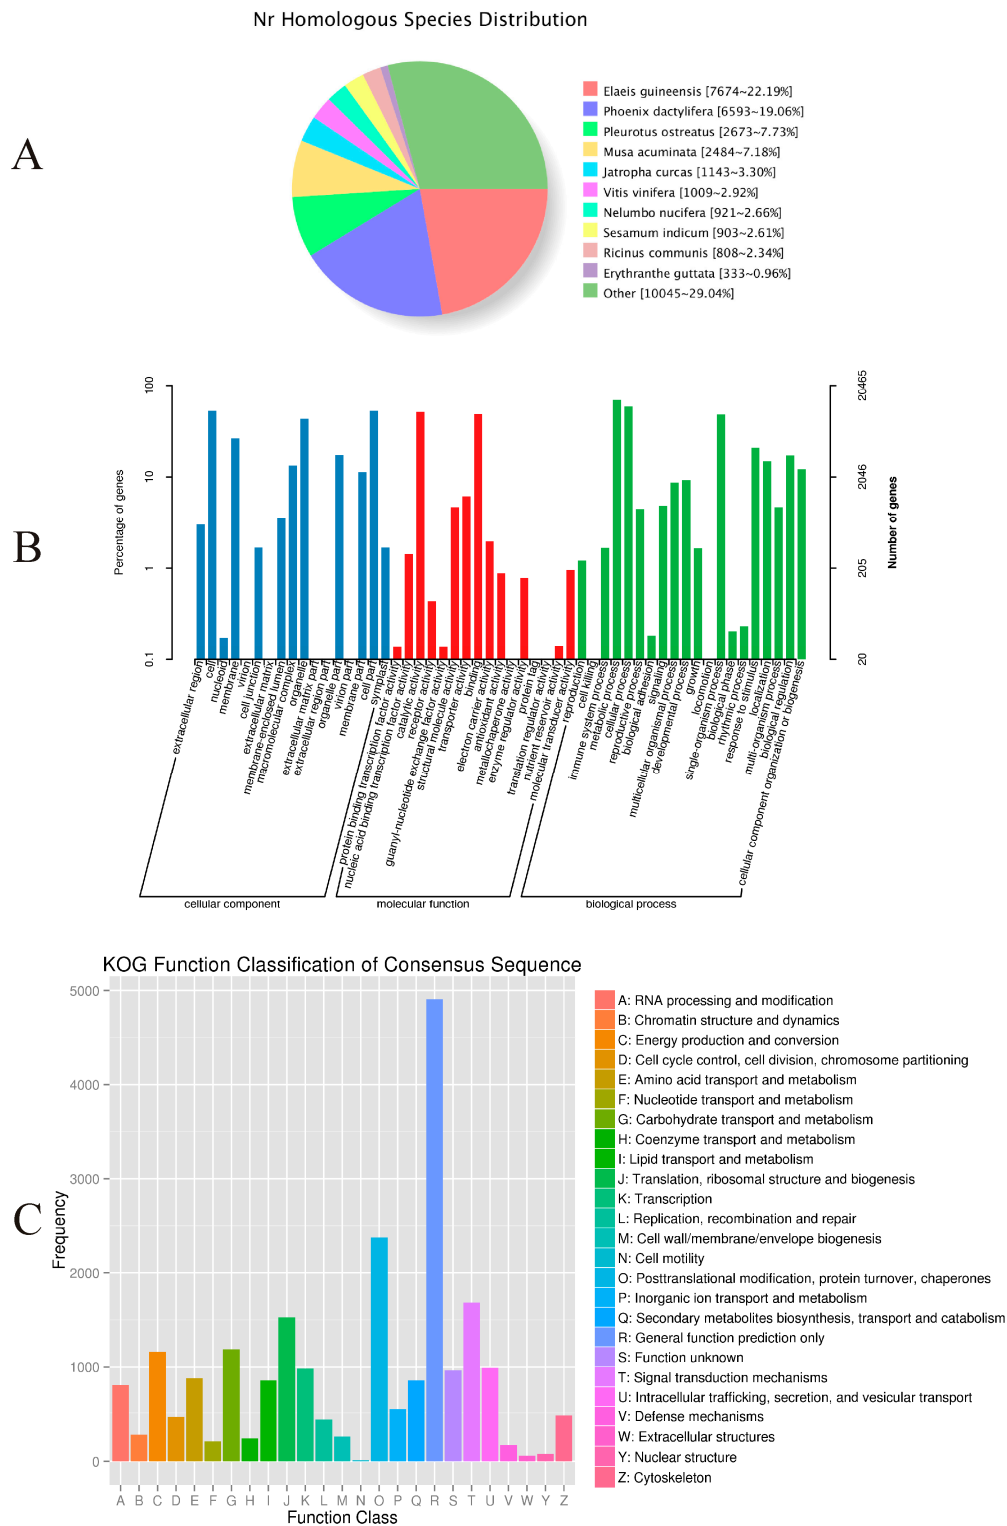 Nr Homologous Species Distribution
A
Elaeis guineensis [7674~22.19%]
Phoenix dactylifera [6593~19.06%]
Pleurotus ostreatus [2673~7.73%]
Musa acuminata [2484~7.18%]
Jatropha curcas [1143~3.30%]
Vitis vinifera [1009~2.92%]
Nelumbo nucifera [921~2.66%]
Sesamum indicum [903~2.61%]
Ricinus communis [808~2.34%]
Erythranthe guttata [333~0.96%]
Other [10045~29.04%]
B
Percentage of genes
100
10
1
0.1
Number of genes
20465
2046
205
20
extracellular region
cell
nucleoid
membrane
virion
cell junction
extracellular matrix
membrane-enclosed lumen
macromolecular complex
organelle
extracellular matrix part
extracellular region part
organelle part
virion part
membrane part
cell part
symplast
protein binding transcription factor activity
nucleic acid binding transcription factor activity
catalytic activity
receptor activity
guanyl-nucleotide exchange factor activity
structural molecule activity
transporter activity
binding
electron carrier activity
antioxidant activity
metallochaperone activity
enzyme regulator activity
protein tag
translation regulator activity
nutrient reservoir activity
molecular transducer activity
reproduction
cell killing
immune system process
metabolic process
cellular process
reproductive process
biological adhesion
signaling
multicellular organismal process
developmental process
growth
locomotion
single-organism process
biological phase
rhythmic process
response to stimulus
localization
multi-organism process
biological regulation
cellular component organization or biogenesis
cellular component
molecular function
biological process
C
KOG Function Classification of Consensus Sequence
Frequency
5000
4000
3000
2000
1000
0
A B C D E F G H I J K L M N O P Q R S T U V W Y Z
Function Class
A: RNA processing and modification
B: Chromatin structure and dynamics
C: Energy production and conversion
D: Cell cycle control, cell division, chromosome partitioning
E: Amino acid transport and metabolism
F: Nucleotide transport and metabolism
G: Carbohydrate transport and metabolism
H: Coenzyme transport and metabolism
I: Lipid transport and metabolism
J: Translation, ribosomal structure and biogenesis
K: Transcription
L: Replication, recombination and repair
M: Cell wall/membrane/envelope biogenesis
N: Cell motility
O: Posttranslational modification, protein turnover, chaperones
P: Inorganic ion transport and metabolism
Q: Secondary metabolites biosynthesis, transport and catabolism
R: General function prediction only
S: Function unknown
T: Signal transduction mechanisms
U: Intracellular trafficking, secretion, and vesicular transport
V: Defense mechanisms
W: Extracellular structures
Y: Nuclear structure
Z: Cytoskeleton